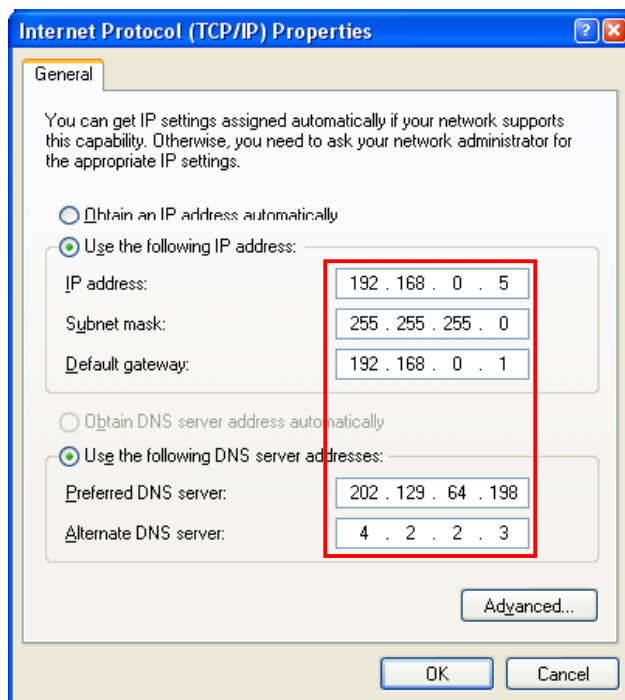 Internet Protocol (TCP/IP) Properties
General
You can get IP settings assigned automatically if your network supports
this capability. Otherwise, you need to ask your network administrator for
the appropriate IP settings.
Obtain an IP address automatically
Use the following IP address:
IP address: 192 . 168 . 0 . 5
Subnet mask: 255 . 255 . 255 . 0
Default gateway: 192 . 168 . 0 . 1
Obtain DNS server address automatically
Use the following DNS server addresses:
Preferred DNS server: 202 . 129 . 64 . 198
Alternate DNS server: 4 . 2 . 2 . 3
Advanced...
OK Cancel